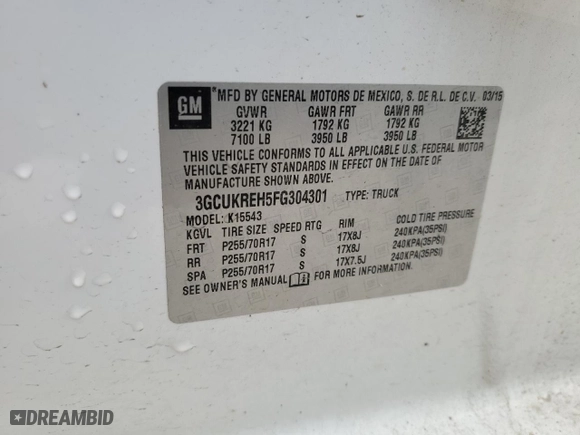 GM MFD BY GENERAL MOTORS DE MEXICO, S. DE R.L. DE C.V. 03/15
GVWR GAWR FRT GAWR RR
3221 KG 1792 KG 1792 KG
7100 LB 3950 LB 3950 LB
THIS VEHICLE CONFORMS TO ALL APPLICABLE U.S. FEDERAL MOTOR
VEHICLE SAFETY STANDARDS IN EFFECT ON THE DATE OF
MANUFACTURE SHOWN ABOVE.
3GCUKREH5FG304301 TYPE: TRUCK
MODEL: K15543
KGVL TIRE SIZE SPEED RTG RIM COLD TIRE PRESSURE
FRT P255/70R17 S 17X8J 240KPA(35PSI)
RR P255/70R17 S 17X8J 240KPA(35PSI)
SPA P255/70R17 S 17X7.5J 240KPA(35PSI)
SEE OWNER'S MANUAL FOR MORE INFORMATION.
DREAMBID